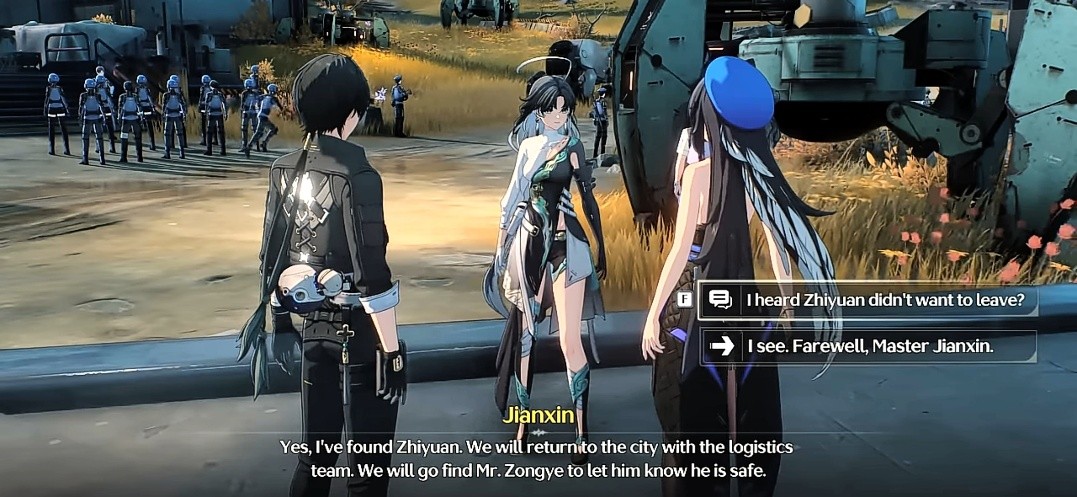 F
I heard Zhiyuan didn't want to leave?
I see. Farewell, Master Jianxin.
Jianxin
Yes, I've found Zhiyuan. We will return to the city with the logistics
team. We will go find Mr. Zongye to let him know he is safe.